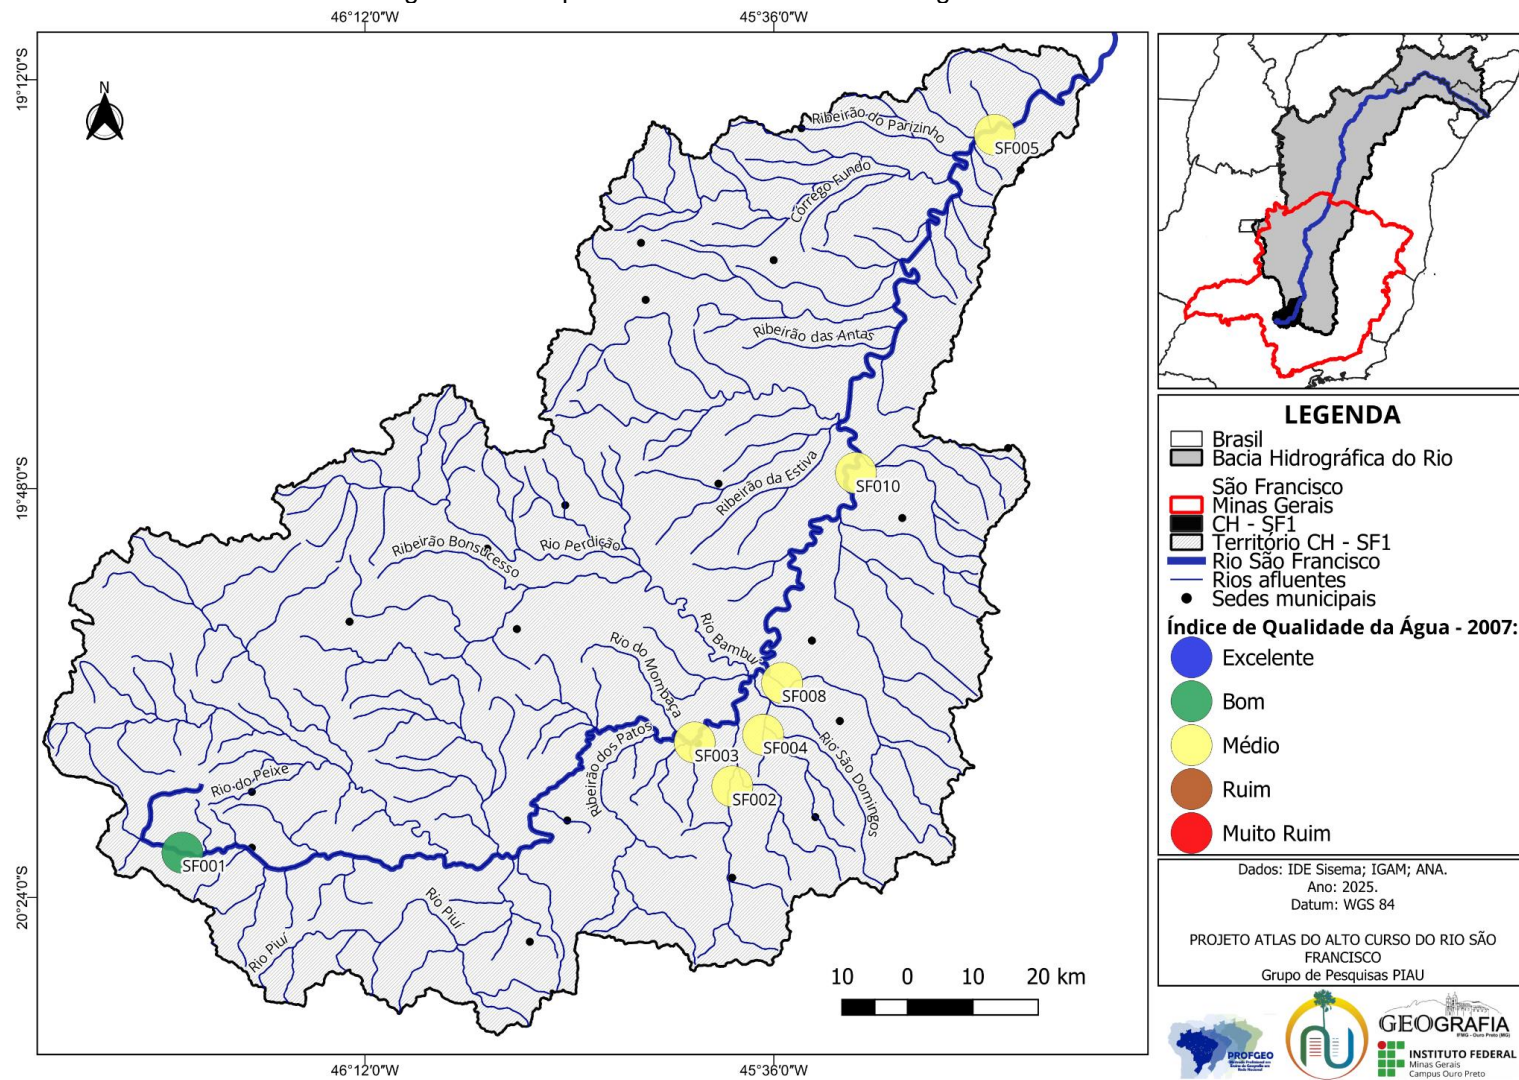 46°12'0"W
45°36'0"W
19°12'0"S
19°48'0"S
20°24'0"S
N
Ribeirão do Parizinho
SF005
Córrego Fundo
Ribeirão das Antas
SF010
Ribeirão da Estiva
Ribeirão Bonsucesso
Rio Perdição
Rio Bambuí
Rio do Mombaça
SF008
SF004
SF003
SF002
Ribeirão dos Patos
Rio São Domingos
Rio do Peixe
SF001
Rio Piuí
Rio Piuí
10 0 10 20 km
46°12'0"W
45°36'0"W
LEGENDA
Brasil
Bacia Hidrográfica do Rio
São Francisco
Minas Gerais
CH - SF1
Território CH - SF1
Rio São Francisco
Rios afluentes
Sedes municipais
Índice de Qualidade da Água - 2007:
Excelente
Bom
Médio
Ruim
Muito Ruim
Dados: IDE Sisema; IGAM; ANA.
Ano: 2025.
Datum: WGS 84
PROJETO ATLAS DO ALTO CURSO DO RIO SÃO
FRANCISCO
Grupo de Pesquisas PIAU
PROFGEO
GEOGRAFIA
IFMG - Ouro Preto (MG)
INSTITUTO FEDERAL
Minas Gerais
Campus Ouro Preto